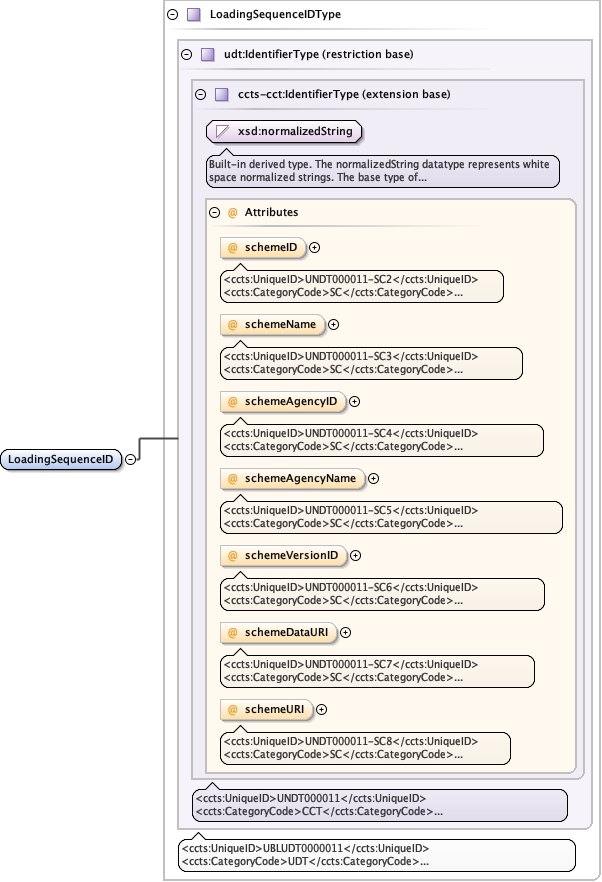 LoadingSequenceIDType
udt:IdentifierType (restriction base)
ccts-cct:IdentifierType (extension base)
xsd:normalizedString
Built-in derived type. The normalizedString datatype represents white
space normalized strings. The base type of...
@ Attributes
@ schemeID
<ccts:UniqueID>UNDT000011-SC2</ccts:UniqueID>
<ccts:CategoryCode>SC</ccts:CategoryCode>...
@ schemeName
<ccts:UniqueID>UNDT000011-SC3</ccts:UniqueID>
<ccts:CategoryCode>SC</ccts:CategoryCode>...
@ schemeAgencyID
<ccts:UniqueID>UNDT000011-SC4</ccts:UniqueID>
<ccts:CategoryCode>SC</ccts:CategoryCode>...
LoadingSequenceID
@ schemeAgencyName
<ccts:UniqueID>UNDT000011-SC5</ccts:UniqueID>
<ccts:CategoryCode>SC</ccts:CategoryCode>...
@ schemeVersionID
<ccts:UniqueID>UNDT000011-SC6</ccts:UniqueID>
<ccts:CategoryCode>SC</ccts:CategoryCode>...
@ schemeDataURI
<ccts:UniqueID>UNDT000011-SC7</ccts:UniqueID>
<ccts:CategoryCode>SC</ccts:CategoryCode>...
@ schemeURI
<ccts:UniqueID>UNDT000011-SC8</ccts:UniqueID>
<ccts:CategoryCode>SC</ccts:CategoryCode>...
<ccts:UniqueID>UNDT000011</ccts:UniqueID>
<ccts:CategoryCode>CCT</ccts:CategoryCode>...
<ccts:UniqueID>UBLUDT0000011</ccts:UniqueID>
<ccts:CategoryCode>UDT</ccts:CategoryCode>...